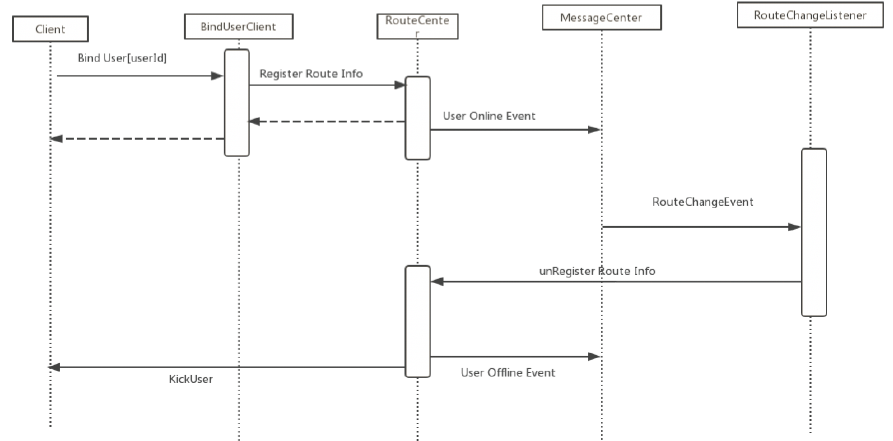 Client
BindUserClient
RouteCente
r
MessageCenter
RouteChangeListener
Bind User[userId]
Register Route Info
User Online Event
RouteChangeEvent
unRegister Route Info
KickUser
User Offline Event